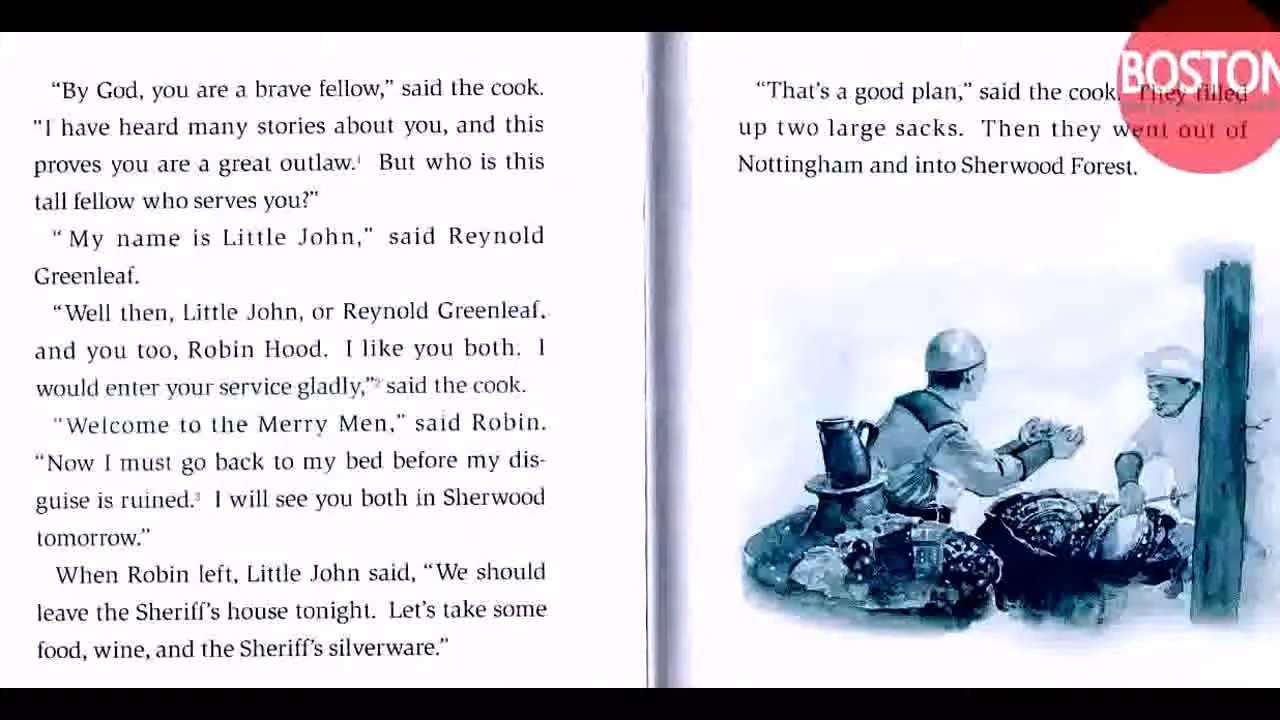 “By God, you are a brave fellow,” said the cook.
“I have heard many stories about you, and this
proves you are a great outlaw.¹ But who is this
tall fellow who serves you?”
“My name is Little John,” said Reynold
Greenleaf.
“Well then, Little John, or Reynold Greenleaf,
and you too, Robin Hood. I like you both. I
would enter your service gladly,”² said the cook.
“Welcome to the Merry Men,” said Robin.
“Now I must go back to my bed before my dis-
guise is ruined.³ I will see you both in Sherwood
tomorrow.”
When Robin left, Little John said, “We should
leave the Sheriff’s house tonight. Let’s take some
food, wine, and the Sheriff’s silverware.”
“That’s a good plan,” said the cook. They filled
up two large sacks. Then they went out of
Nottingham and into Sherwood Forest.
BOSTON